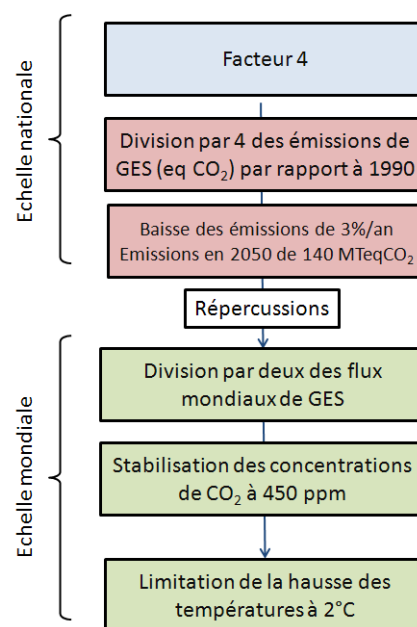 Echelle nationale
Facteur 4
Division par 4 des émissions de
GES (eq CO₂) par rapport à 1990
Baisse des émissions de 3%/an
Emissions en 2050 de 140 MTeqCO₂
Répercussions
Echelle mondiale
Division par deux des flux
mondiaux de GES
Stabilisation des concentrations
de CO₂ à 450 ppm
Limitation de la hausse des
températures à 2°C